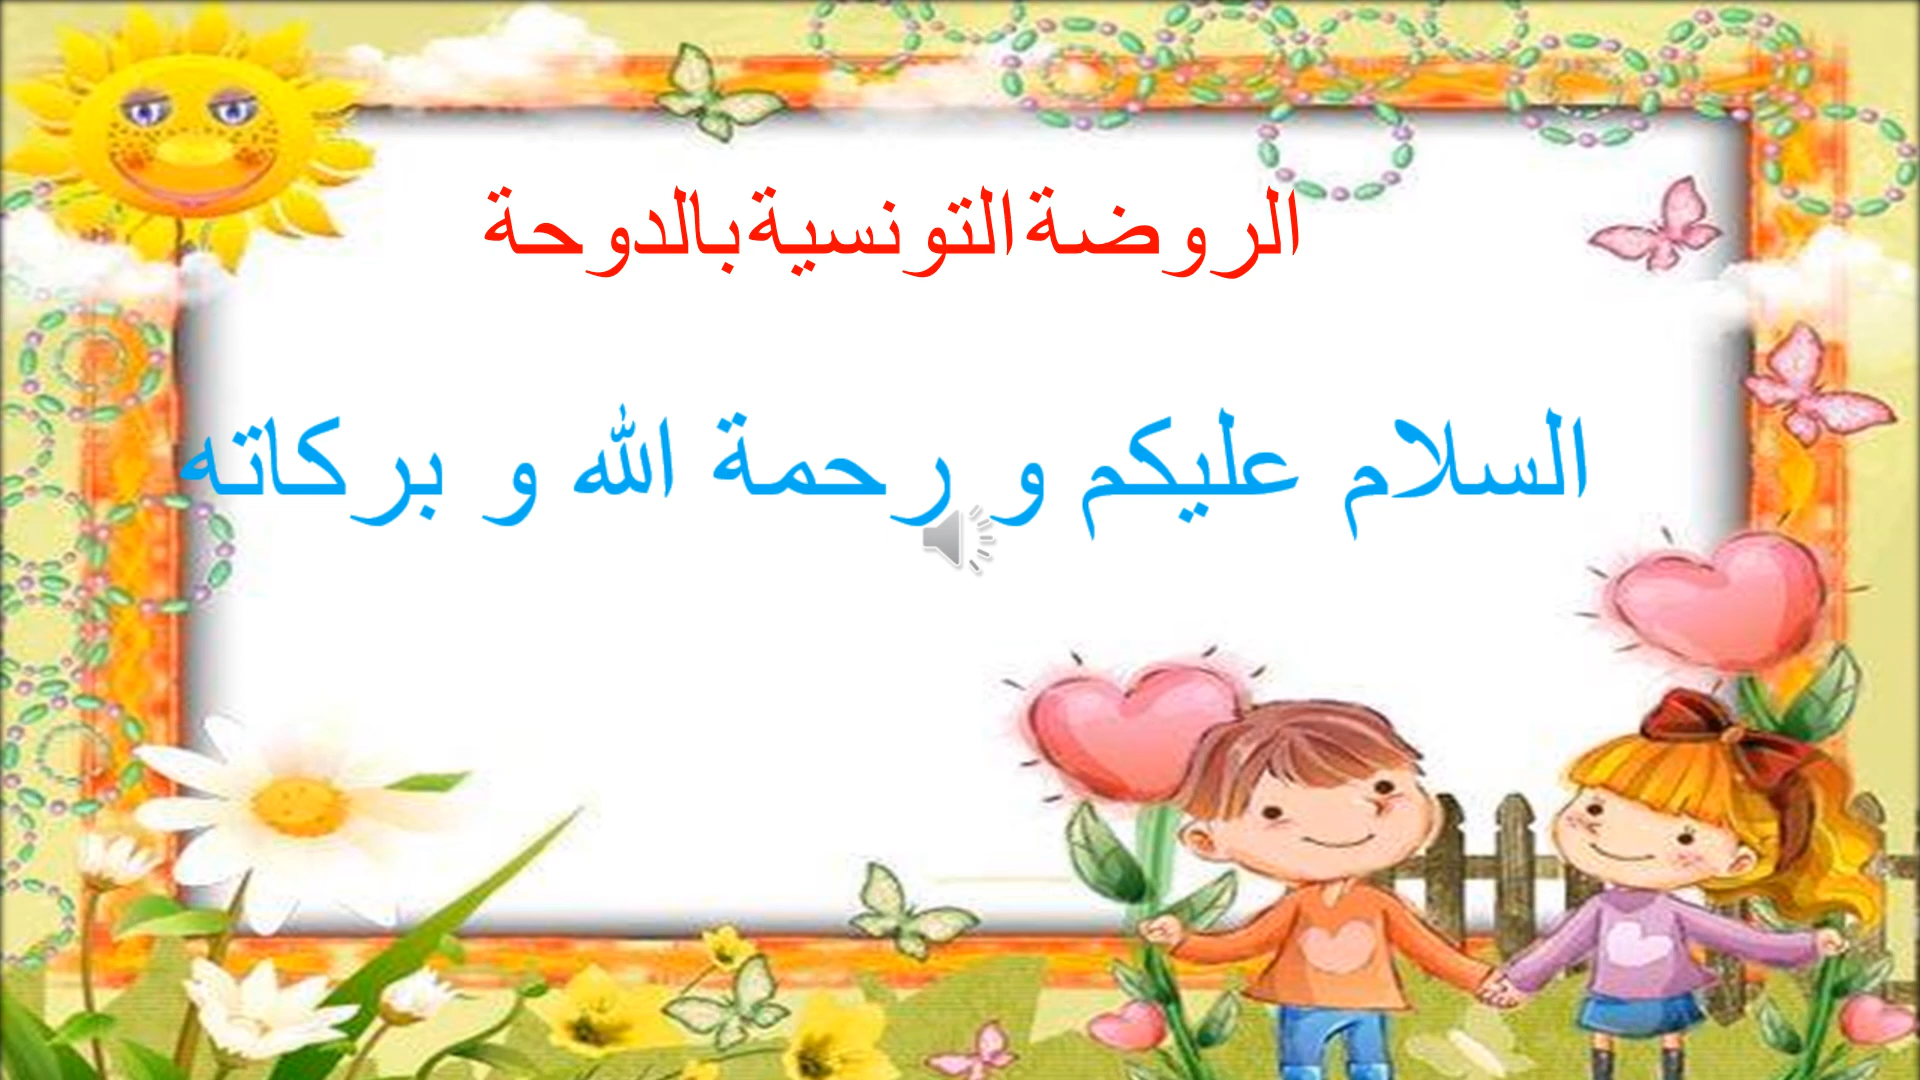 الروضة التونسية بالدوحة
السلام عليكم و رحمة الله و بركاته